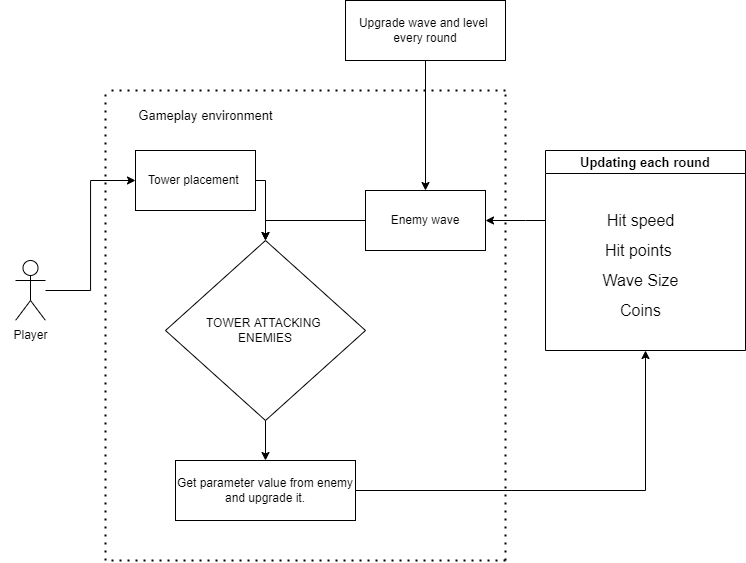 Upgrade wave and level
every round
Gameplay environment
Tower placement
Updating each round
Enemy wave
Hit speed
Hit points
Wave Size
Coins
Player
TOWER ATTACKING
ENEMIES
Get parameter value from enemy
and upgrade it.